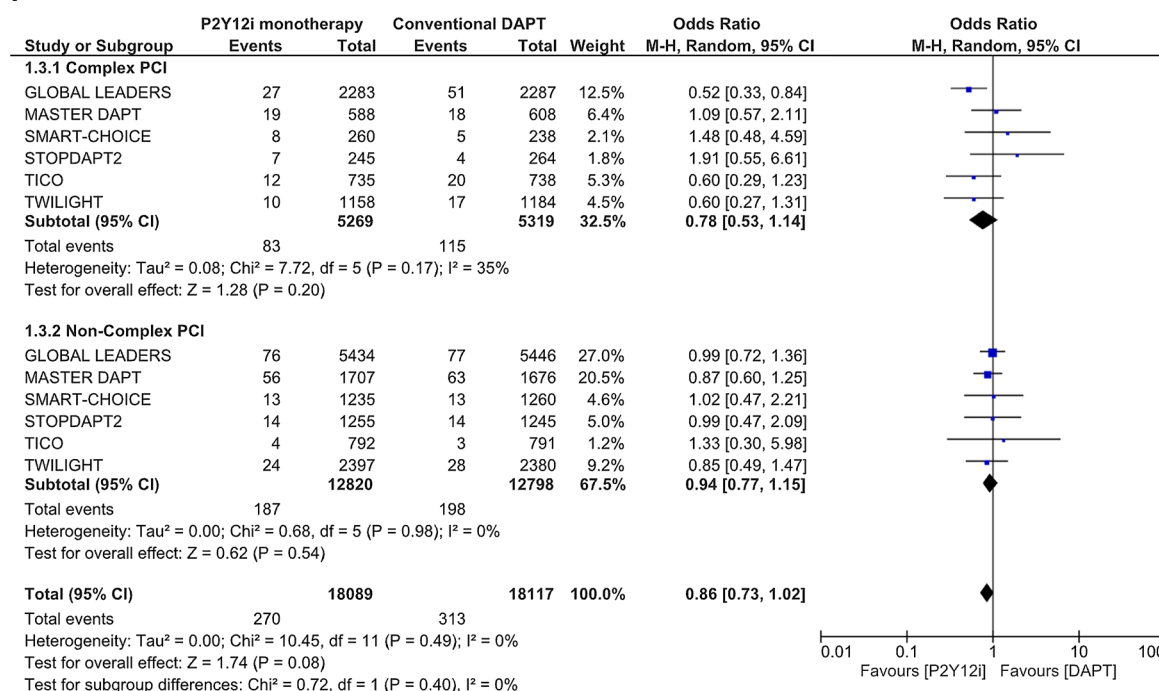 P2Y12i monotherapy Conventional DAPT Odds Ratio Odds Ratio
Study or Subgroup Events Total Events Total Weight M-H, Random, 95% CI M-H, Random, 95% CI
1.3.1 Complex PCI
GLOBAL LEADERS 27 2283 51 2287 12.5% 0.52 [0.33, 0.84]
MASTER DAPT 19 588 18 608 6.4% 1.09 [0.57, 2.11]
SMART-CHOICE 8 260 5 238 2.1% 1.48 [0.48, 4.59]
STOPDAPT2 7 245 4 264 1.8% 1.91 [0.55, 6.61]
TICO 12 735 20 738 5.3% 0.60 [0.29, 1.23]
TWILIGHT 10 1158 17 1184 4.5% 0.60 [0.27, 1.31]
Subtotal (95% CI) 5269 5319 32.5% 0.78 [0.53, 1.14]
Total events 83 115
Heterogeneity: Tau² = 0.08; Chi² = 7.72, df = 5 (P = 0.17); I² = 35%
Test for overall effect: Z = 1.28 (P = 0.20)
1.3.2 Non-Complex PCI
GLOBAL LEADERS 76 5434 77 5446 27.0% 0.99 [0.72, 1.36]
MASTER DAPT 56 1707 63 1676 20.5% 0.87 [0.60, 1.25]
SMART-CHOICE 13 1235 13 1260 4.6% 1.02 [0.47, 2.21]
STOPDAPT2 14 1255 14 1245 5.0% 0.99 [0.47, 2.09]
TICO 4 792 3 791 1.2% 1.33 [0.30, 5.98]
TWILIGHT 24 2397 28 2380 9.2% 0.85 [0.49, 1.47]
Subtotal (95% CI) 12820 12798 67.5% 0.94 [0.77, 1.15]
Total events 187 198
Heterogeneity: Tau² = 0.00; Chi² = 0.68, df = 5 (P = 0.98); I² = 0%
Test for overall effect: Z = 0.62 (P = 0.54)
Total (95% CI) 18089 18117 100.0% 0.86 [0.73, 1.02]
Total events 270 313
Heterogeneity: Tau² = 0.00; Chi² = 10.45, df = 11 (P = 0.49); I² = 0%
Test for overall effect: Z = 1.74 (P = 0.08)
Test for subgroup differences: Chi² = 0.72, df = 1 (P = 0.40), I² = 0%
0.01 0.1 1 10 100
Favours [P2Y12i] Favours [DAPT]